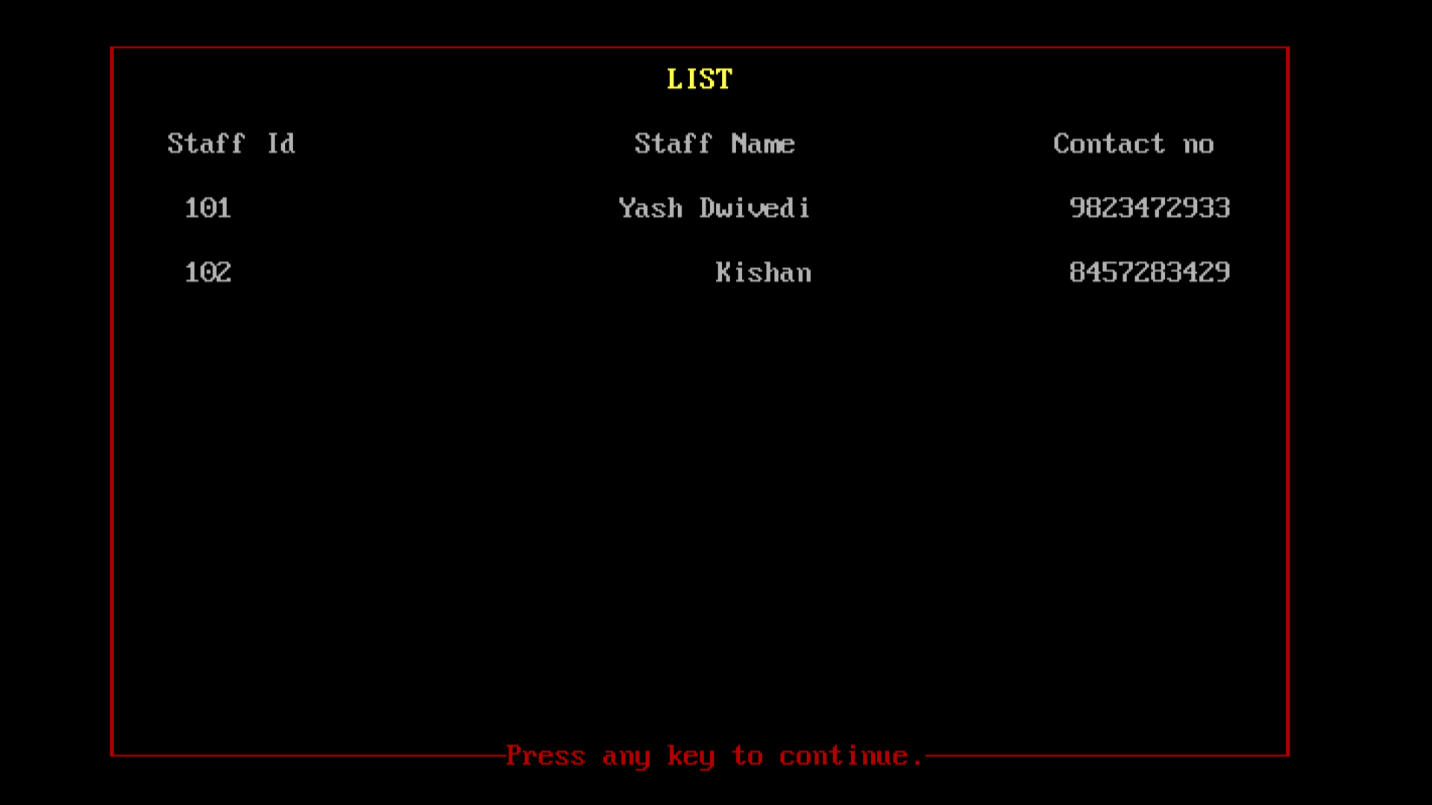 LIST
Staff Id Staff Name Contact no
101 Yash Dwivedi 9823472933
102 Kishan 8457283429
Press any key to continue.